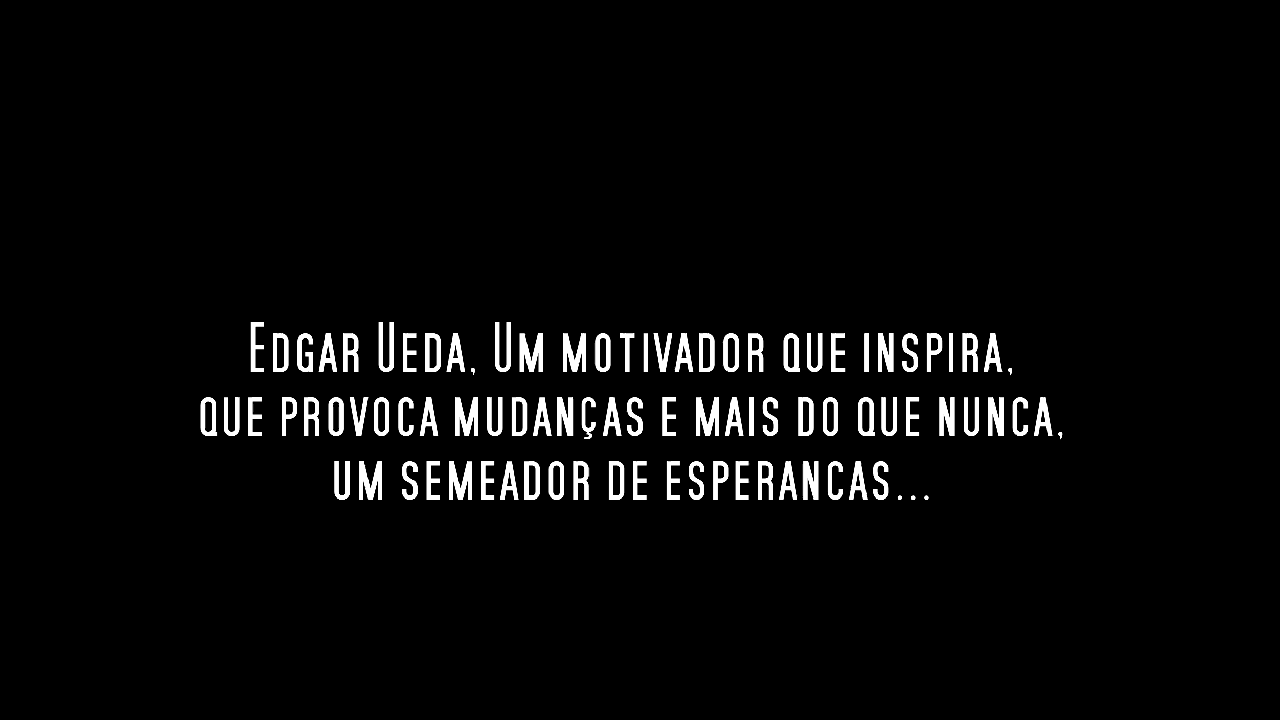 Edgar Ueda, Um motivador que inspira,
que provoca mudanças e mais do que nunca,
um semeador de esperancas...